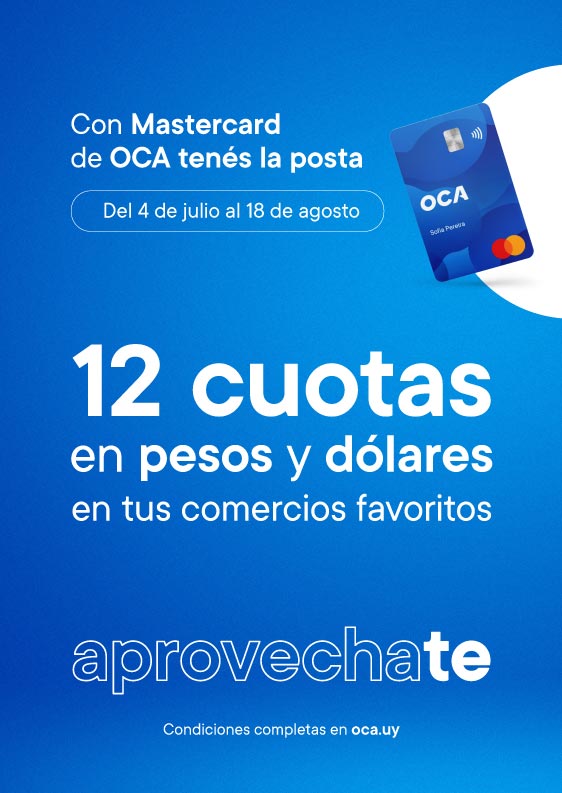 Con Mastercard
de OCA tenés la posta
Del 4 de julio al 18 de agosto
OCA
Sofía Pereira
12 cuotas
en pesos y dólares
en tus comercios favoritos
aprovechate
Condiciones completas en oca.uy